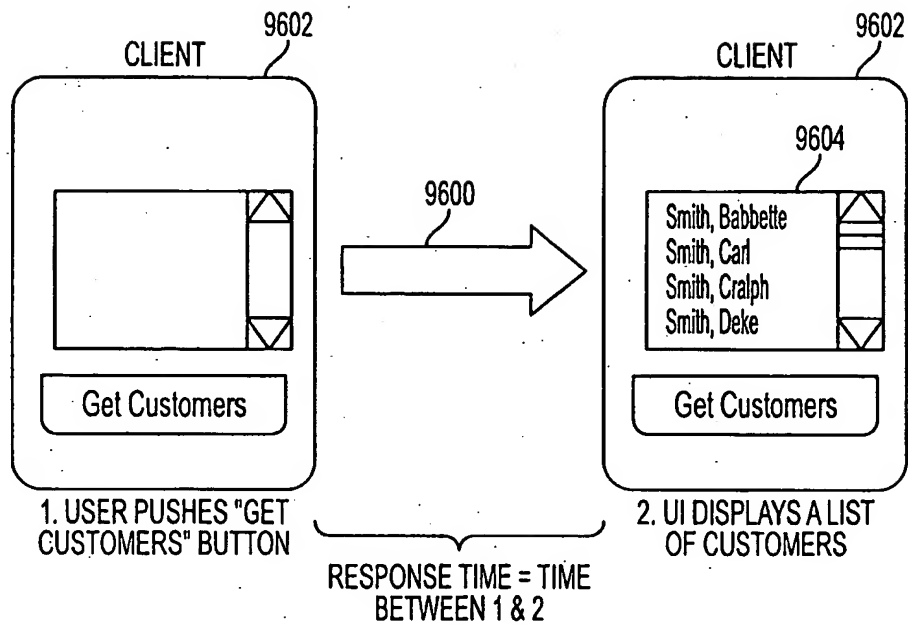 9602
CLIENT
Get Customers
1. USER PUSHES "GET
CUSTOMERS" BUTTON
9600
9602
CLIENT
9604
Smith, Babbette
Smith, Carl
Smith, Cralph
Smith, Deke
Get Customers
2. UI DISPLAYS A LIST
OF CUSTOMERS
RESPONSE TIME = TIME
BETWEEN 1 & 2